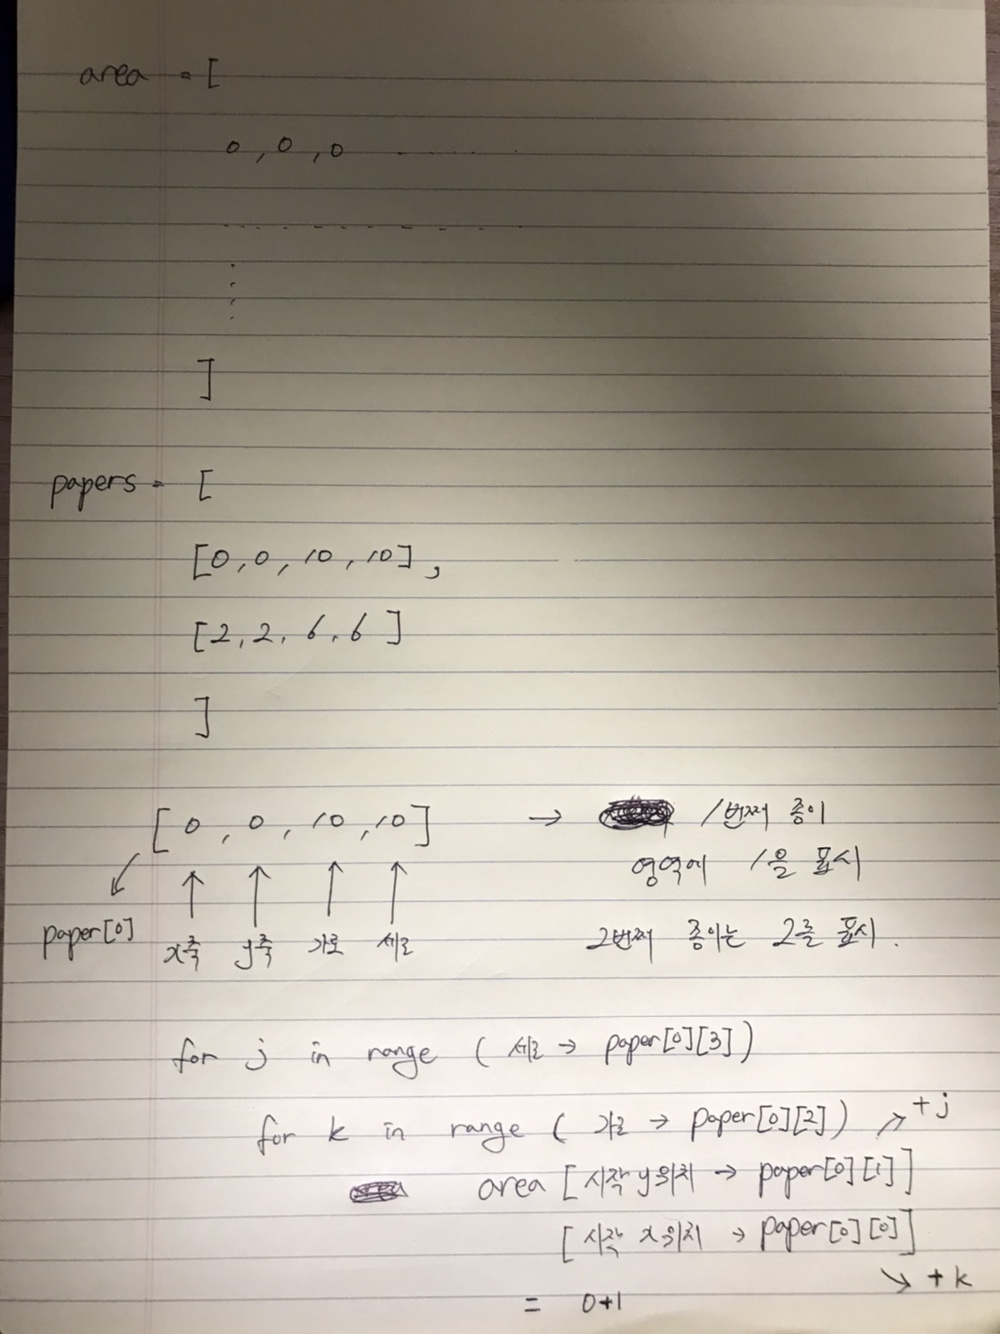 area = [
0 , 0 , 0 . . . . . .
. . . . . . . . . .
]
papers = [
[0, 0, 10, 10],
[2, 2, 6, 6]
]
[0, 0, 10, 10] → 1번째 종이
영역에 1을 표시
paper[0] x축 y축 가로 세로 2번째 종이는 2를 표시.
for j in range ( 세로 → paper[0][3])
for k in range ( 가로 → paper[0][2]) +j
area [시작 y위치 → paper[0][1]]
[시작 x위치 → paper[0][0]]
+k
= 0+1